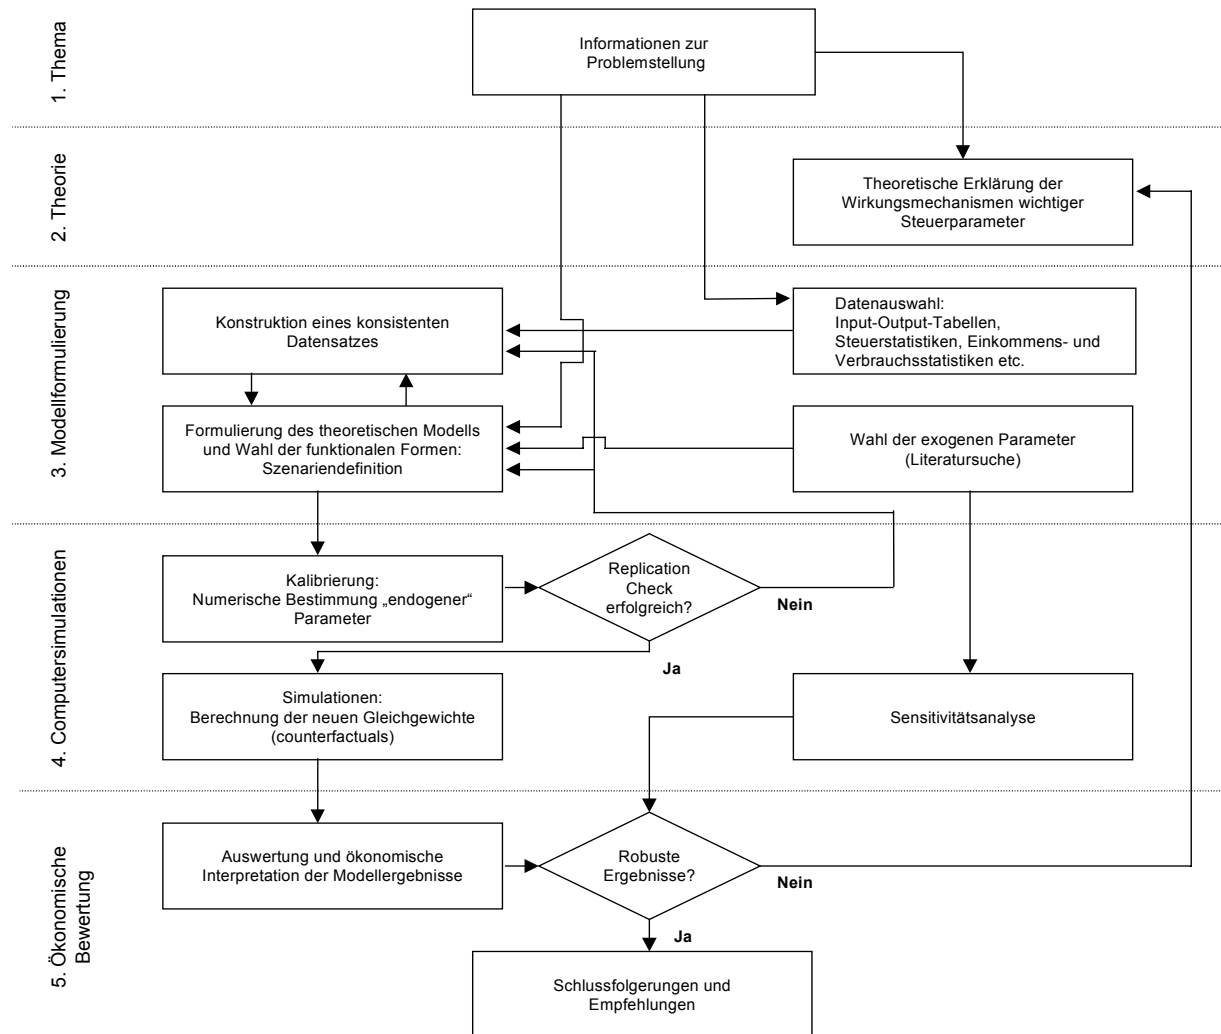 1. Thema
Informationen zur
Problemstellung
2. Theorie
Theoretische Erklärung der
Wirkungsmechanismen wichtiger
Steuerparameter
3. Modellformulierung
Konstruktion eines konsistenten
Datensatzes
Datenauswahl:
Input-Output-Tabellen,
Steuerstatistiken, Einkommens- und
Verbrauchsstatistiken etc.
Formulierung des theoretischen Modells
und Wahl der funktionalen Formen:
Szenariendefinition
Wahl der exogenen Parameter
(Literatursuche)
4. Computersimulationen
Kalibrierung:
Numerische Bestimmung „endogener“
Parameter
Replication
Check
erfolgreich?
Nein
Ja
Simulationen:
Berechnung der neuen Gleichgewichte
(counterfactuals)
Sensitivitätsanalyse
5. Ökonomische
Bewertung
Auswertung und ökonomische
Interpretation der Modellergebnisse
Robuste
Ergebnisse?
Nein
Ja
Schlussfolgerungen und
Empfehlungen